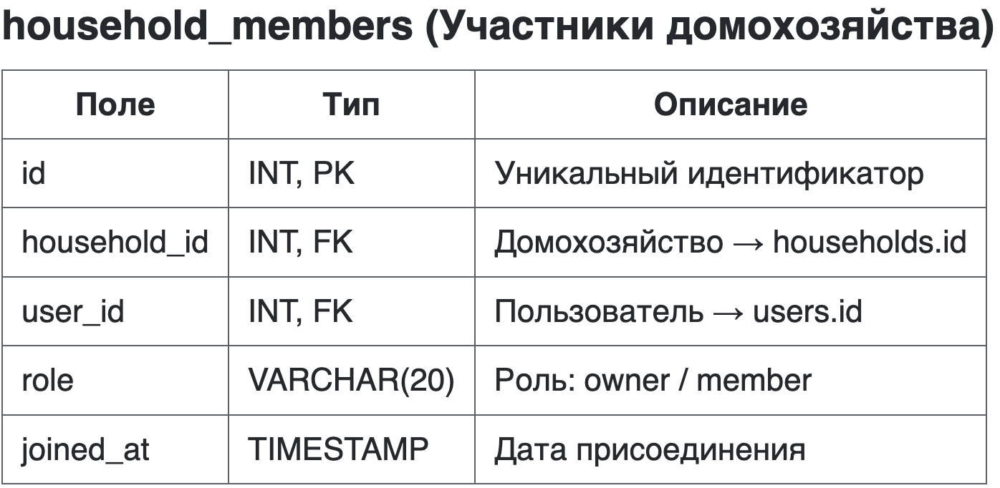 household_members (Участники домохозяйства)
Поле Тип Описание
id INT, PK Уникальный идентификатор
household_id INT, FK Домохозяйство → households.id
user_id INT, FK Пользователь → users.id
role VARCHAR(20) Роль: owner / member
joined_at TIMESTAMP Дата присоединения